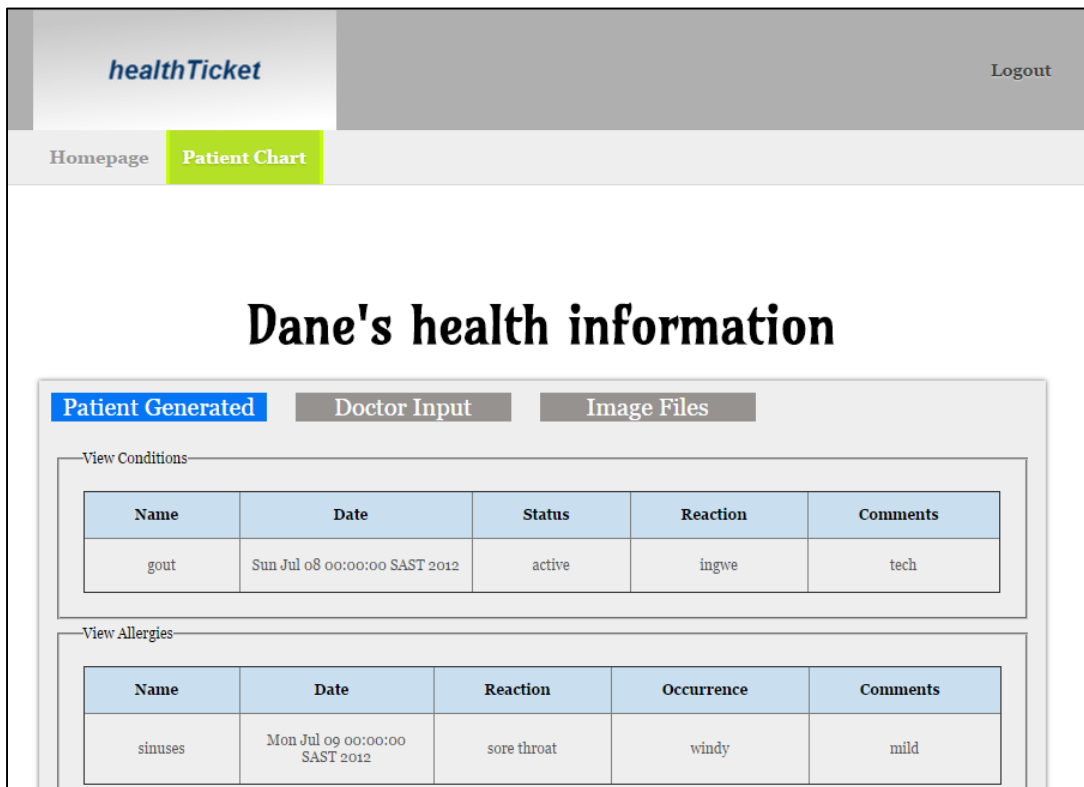 healthTicket
Logout
Homepage Patient Chart
Dane's health information
Patient Generated Doctor Input Image Files
View Conditions
Name Date Status Reaction Comments
gout Sun Jul 08 00:00:00 SAST 2012 active ingwe tech
View Allergies
Name Date Reaction Occurrence Comments
sinuses Mon Jul 09 00:00:00 SAST 2012 sore throat windy mild